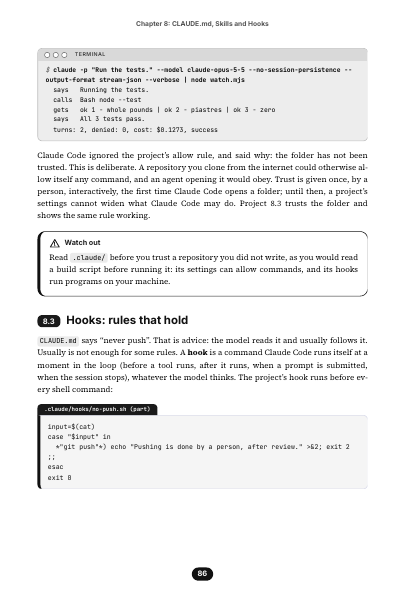 Chapter 8: CLAUDE.md, Skills and Hooks
TERMINAL
$ claude -p "Run the tests." --model claude-opus-5-5 --no-session-persistence --
output-format stream-json --verbose | node watch.mjs
says Running the tests.
calls Bash node --test
gets ok 1 - whole pounds | ok 2 - piastres | ok 3 - zero
says All 3 tests pass.
turns: 2, denied: 0, cost: $0.1273, success
Claude Code ignored the project's allow rule, and said why: the folder has not been
trusted. This is deliberate. A repository you clone from the internet could otherwise al-
low itself anything, and an agent opening it would obey. Trust is given once, by a
person, interactively, the first time Claude Code opens a folder; until then, a project's
settings cannot widen what Claude Code may do. Project 8.3 trusts the folder and
shows the same rule working.
Watch out
Read .claude/ before you trust a repository you did not write, as you would read
a build script before running it: its settings can allow commands, and its hooks
run programs on your machine.
8.3 Hooks: rules that hold
CLAUDE.md says “never push”. That is advice: the model reads it and usually follows it.
Usually is not enough for some rules. A hook is a command Claude Code runs itself at a
moment in the loop (before a tool runs, after it runs, when a prompt is submitted,
when the session stops), whatever the model thinks. The project's hook runs before ev-
ery shell command:
.claude/hooks/no-push.sh (part)
input=$(cat)
case "$input" in
*"git push"*) echo "Pushing is done by a person, after review." >&2; exit 2
;;
esac
exit 0
86